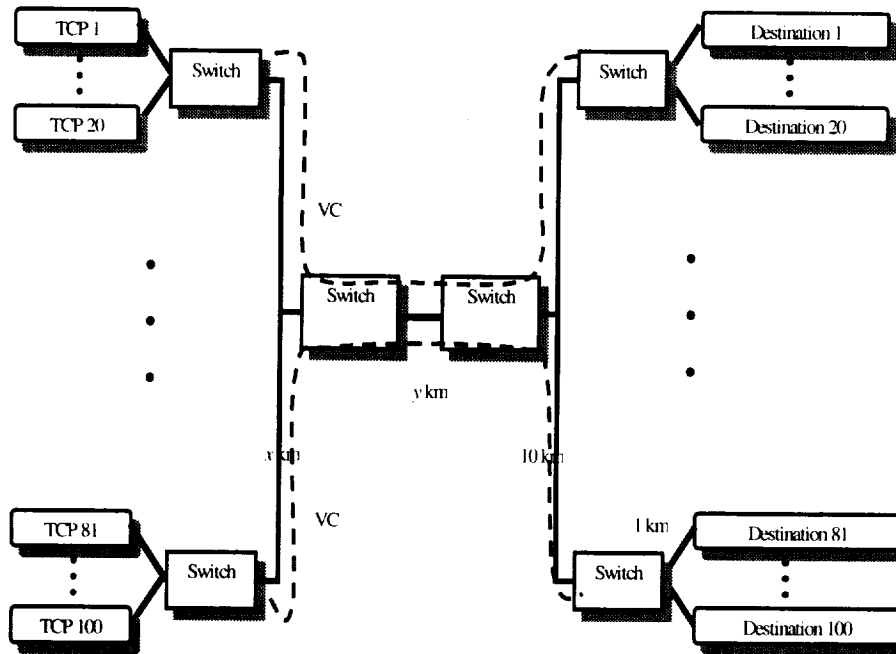 TCP 1
TCP 20
Switch
Switch
Destination 1
Destination 20
VC
Switch
Switch
y km
x km
10 km
VC
1 km
TCP 81
TCP 100
Switch
Switch
Destination 81
Destination 100